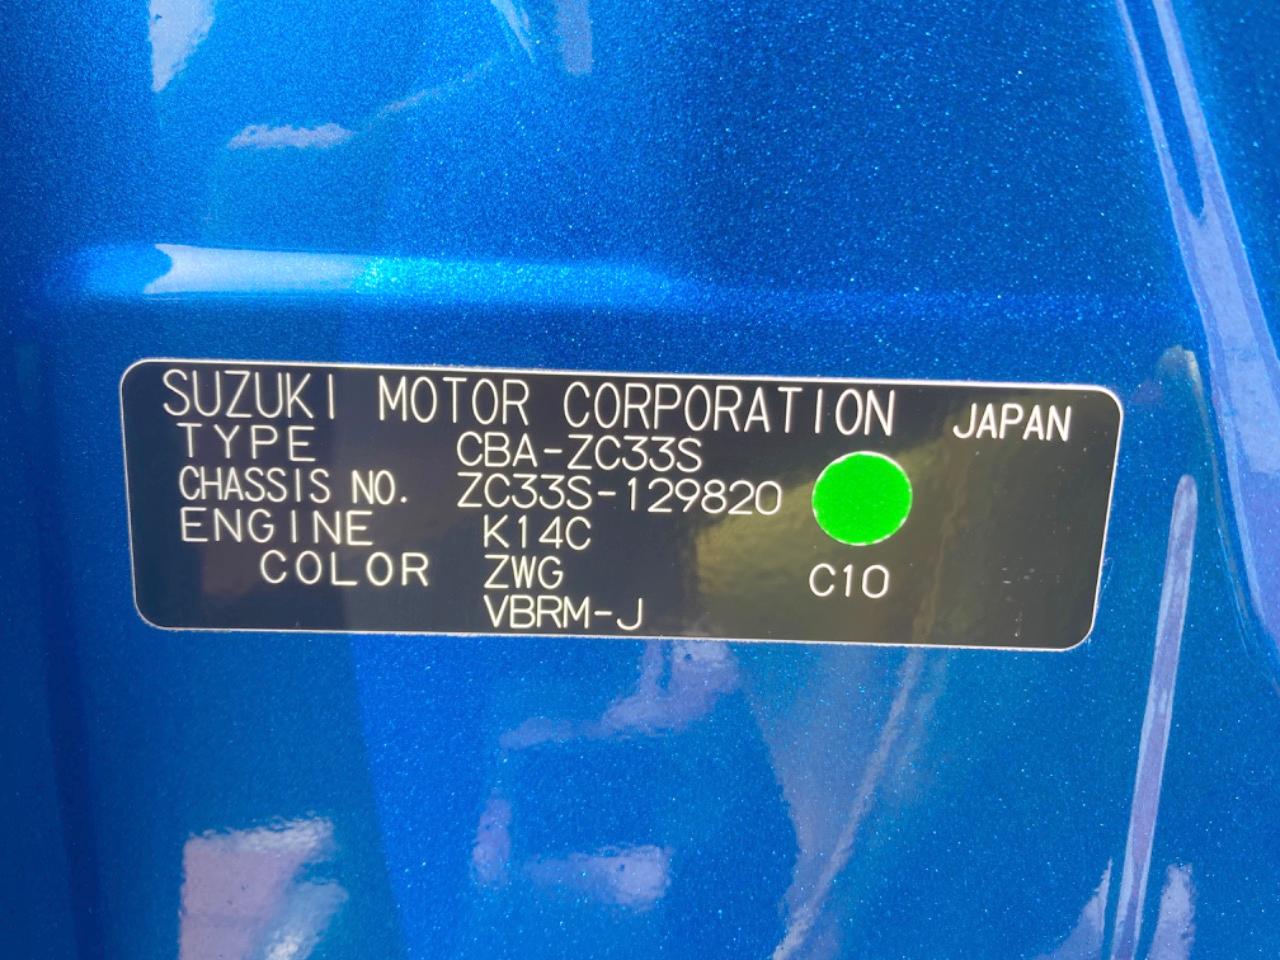 SUZUKI MOTOR CORPORATION JAPAN
TYPE CBA-ZC33S
CHASSIS NO. ZC33S-129820
ENGINE K14C
COLOR ZWG C10
VBRM-J